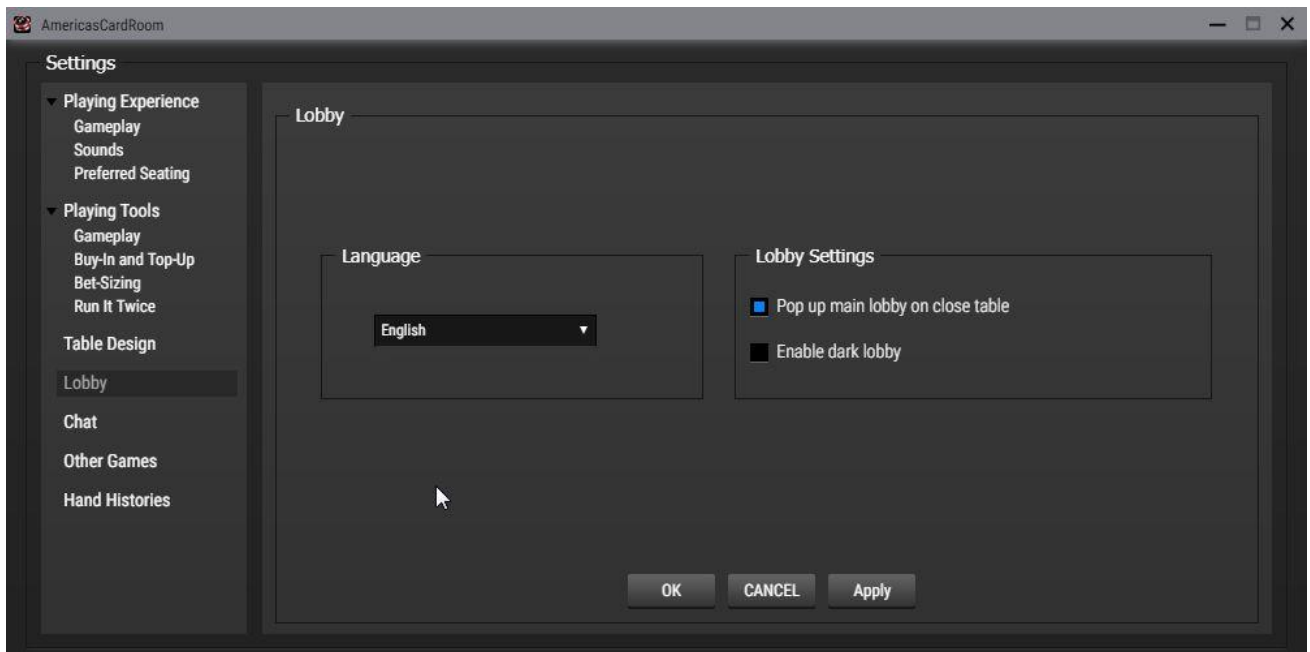 AmericasCardRoom
Settings
Playing Experience
Gameplay
Sounds
Preferred Seating
Playing Tools
Gameplay
Buy-In and Top-Up
Bet-Sizing
Run It Twice
Table Design
Lobby
Chat
Other Games
Hand Histories
Lobby
Language
English
Lobby Settings
Pop up main lobby on close table
Enable dark lobby
OK
CANCEL
Apply